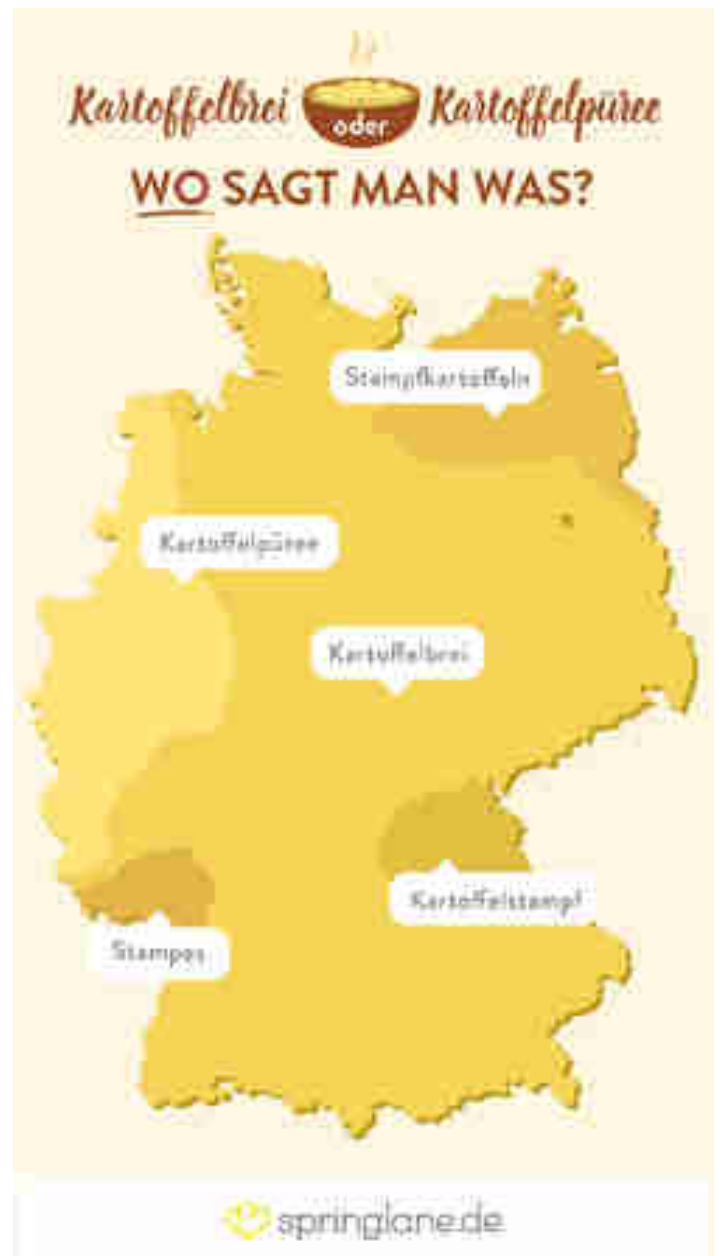 Kartoffelbrei oder Kartoffelpüree
WO SAGT MAN WAS?
Stampfkartoffeln
Kartoffelpüree
Kartoffelbrei
Kartoffelstampf
Stampes
springlane.de